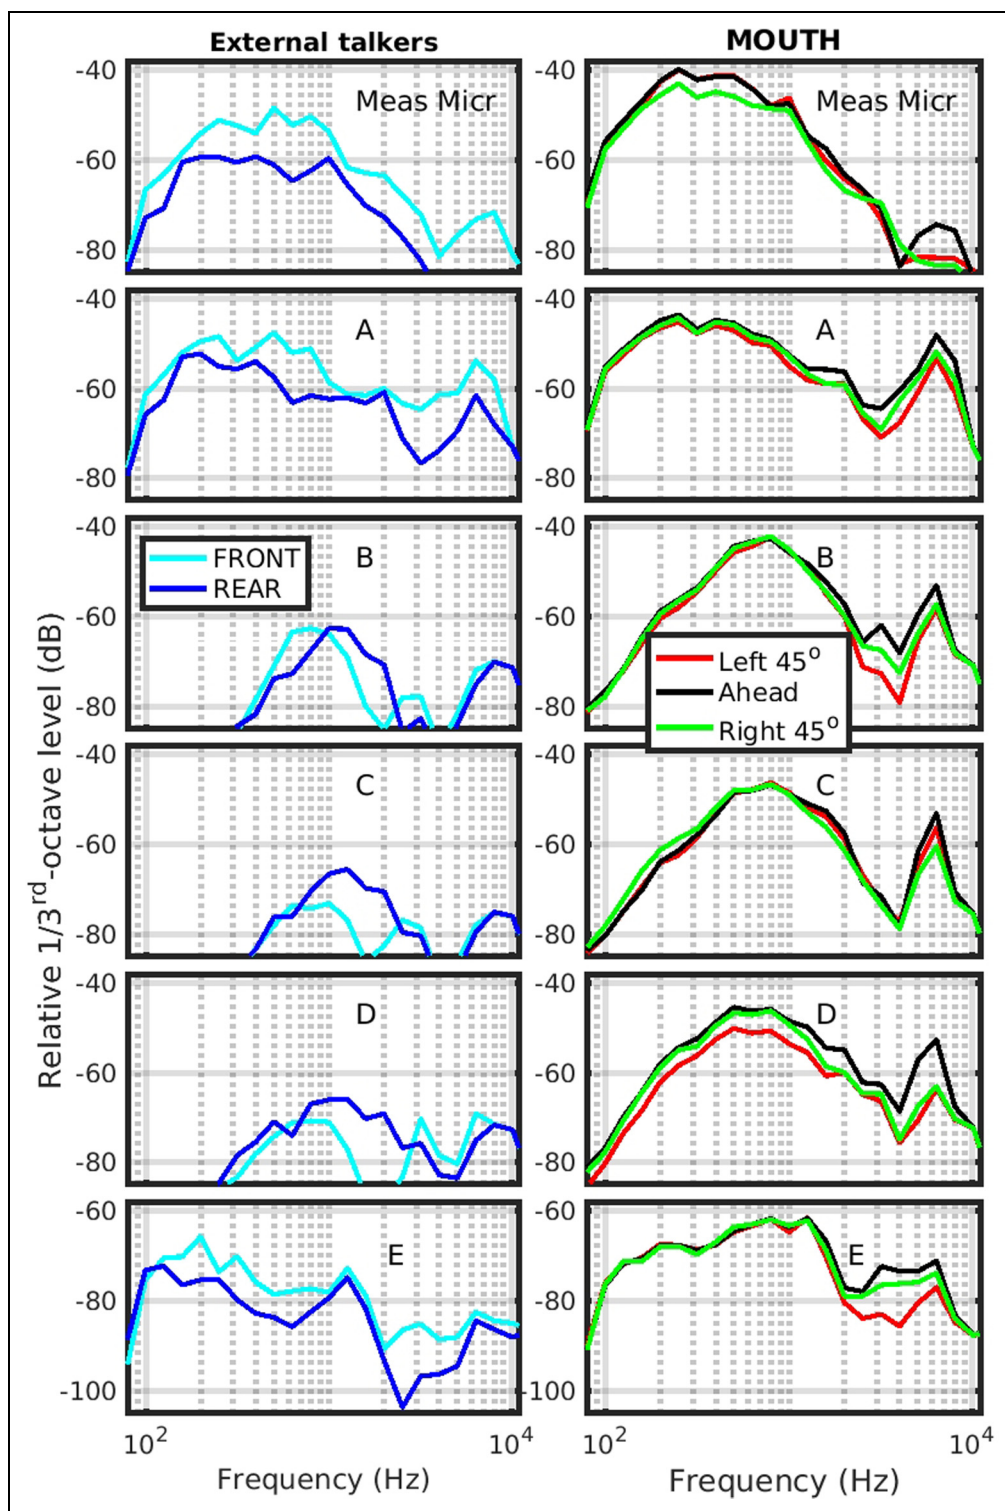 External talkers
MOUTH
Relative 1/3rd-octave level (dB)
-40
-60
-80
Meas Micr
-40
-60
-80
Meas Micr
-40
-60
-80
A
-40
-60
-80
A
-40
-60
-80
FRONT
REAR
B
-40
-60
-80
B
Left 45o
Ahead
Right 45o
-40
-60
-80
C
-40
-60
-80
C
-40
-60
-80
D
-40
-60
-80
D
-60
-80
-100
E
-60
-80
-100
E
102
104
102
104
Frequency (Hz)
Frequency (Hz)